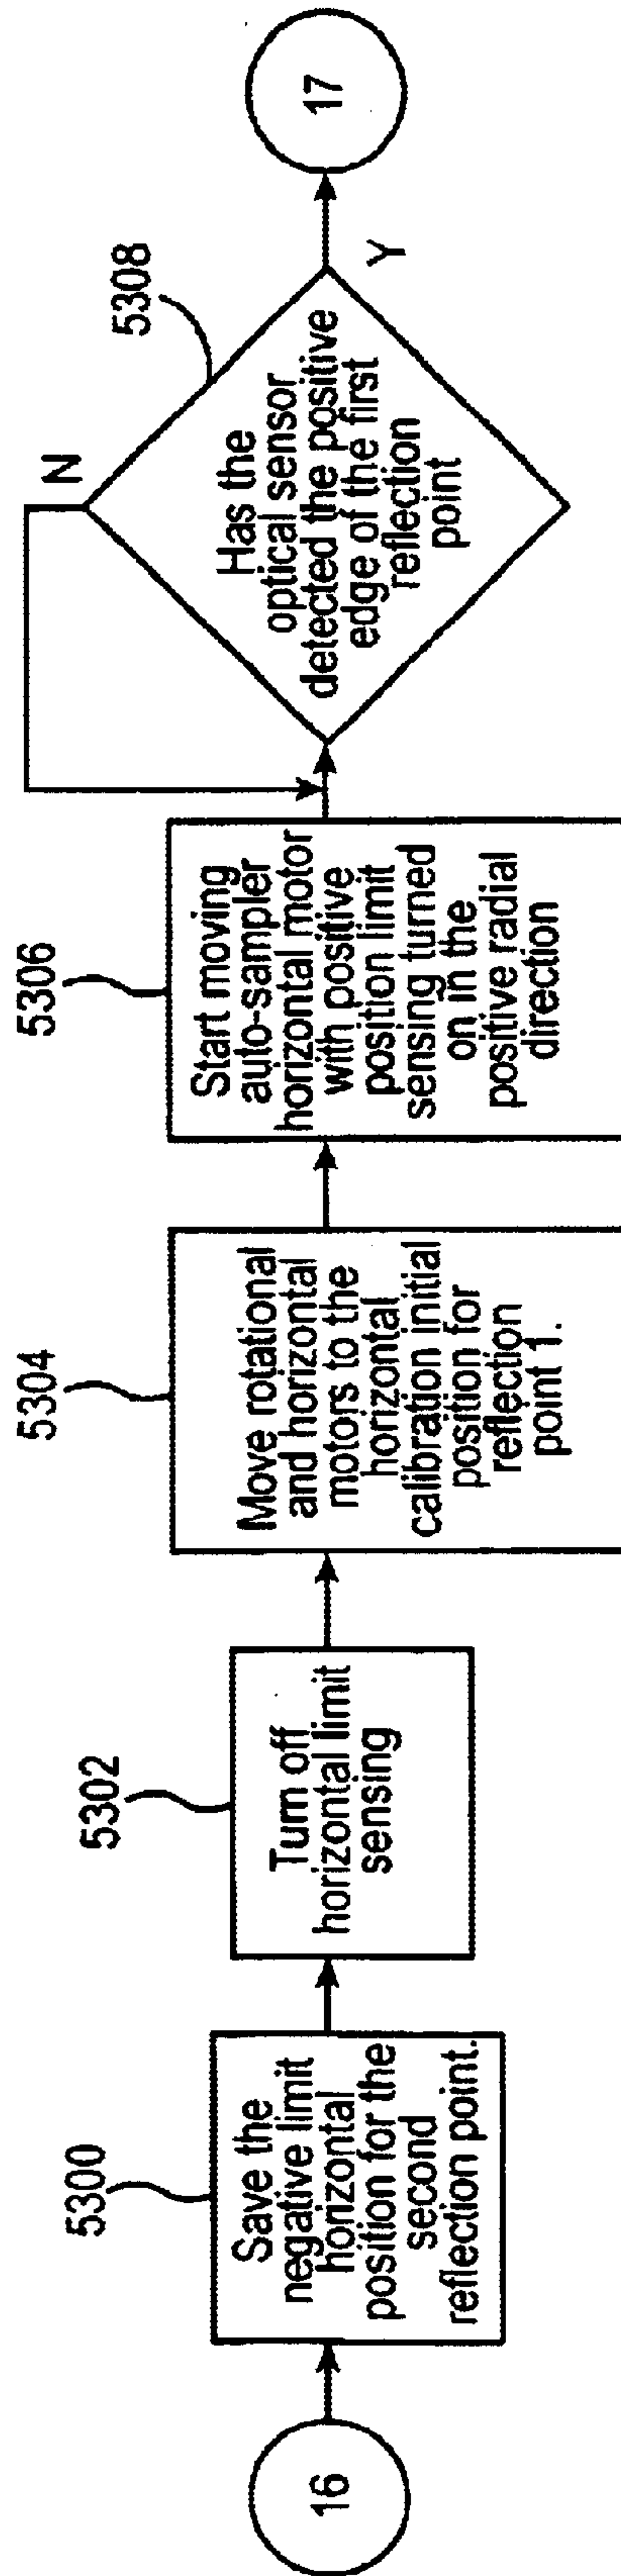 16
5300
Save the
negative limit
horizontal
position for the
second
reflection point.
5302
Turn off
horizontal limit
sensing
5304
Move rotational
and horizontal
motors to the
horizontal
calibration initial
position for
reflection
point 1.
5306
Start moving
auto-sampler
horizontal motor
with positive
position limit
sensing turned
on in the
positive radial
direction
5308
Has the
optical sensor
detected the positive
edge of the first
reflection
point
N
Y
17